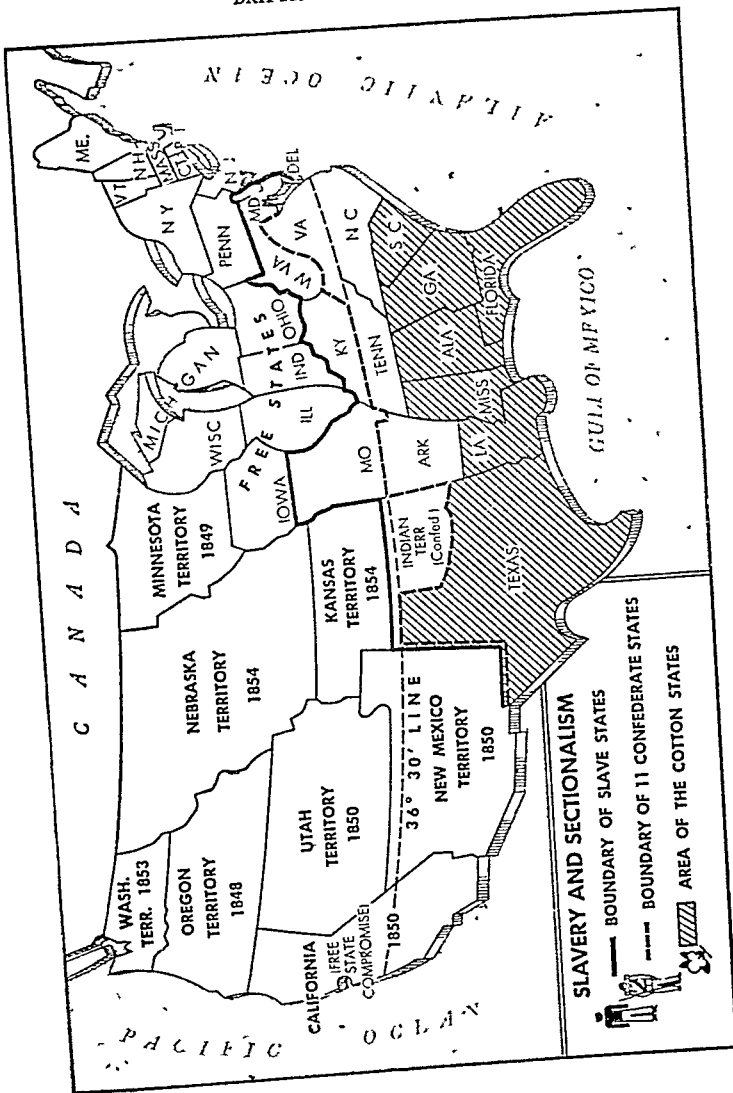 CANADA
PACIFIC
OCEAN
ATLANTIC OCEAN
GULF OF MEXICO
WASH.
TERR. 1853
OREGON
TERRITORY
1848
CALIFORNIA
(FREE
STATE
COMPROMISE)
1850
UTAH
TERRITORY
1850
NEBRASKA
TERRITORY
1854
MINNESOTA
TERRITORY
1849
KANSAS
TERRITORY
1854
36° 30' LINE
NEW MEXICO
TERRITORY
1850
INDIAN
TERR
(Confed)
TEXAS
FREE STATES
MICHIGAN
WISC
IOWA
ILL
IND
OHIO
PENN
NY
VT
NH
ME.
MASS
CT
R I
N J
MD
DEL
W VA
VA
KY
MO
TENN
N C
ARK
S C
GA
ALA
MISS
LA
FLORIDA
SLAVERY AND SECTIONALISM
BOUNDARY OF SLAVE STATES
BOUNDARY OF 11 CONFEDERATE STATES
AREA OF THE COTTON STATES